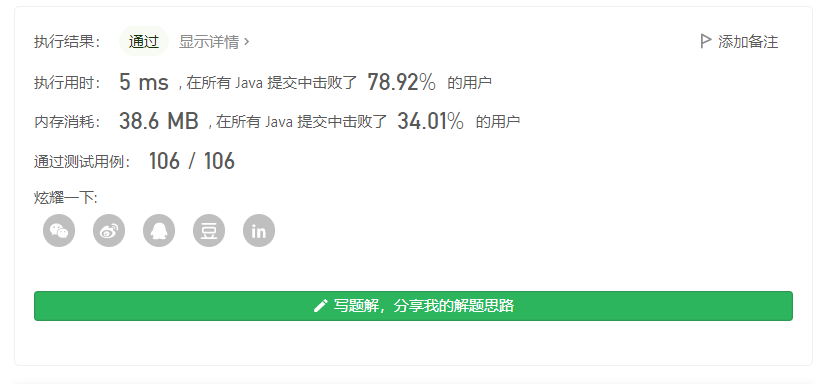 执行结果： 通过 显示详情 › 添加备注
执行用时： 5 ms , 在所有 Java 提交中击败了 78.92% 的用户
内存消耗： 38.6 MB , 在所有 Java 提交中击败了 34.01% 的用户
通过测试用例： 106 / 106
炫耀一下:
豆 in
写题解，分享我的解题思路